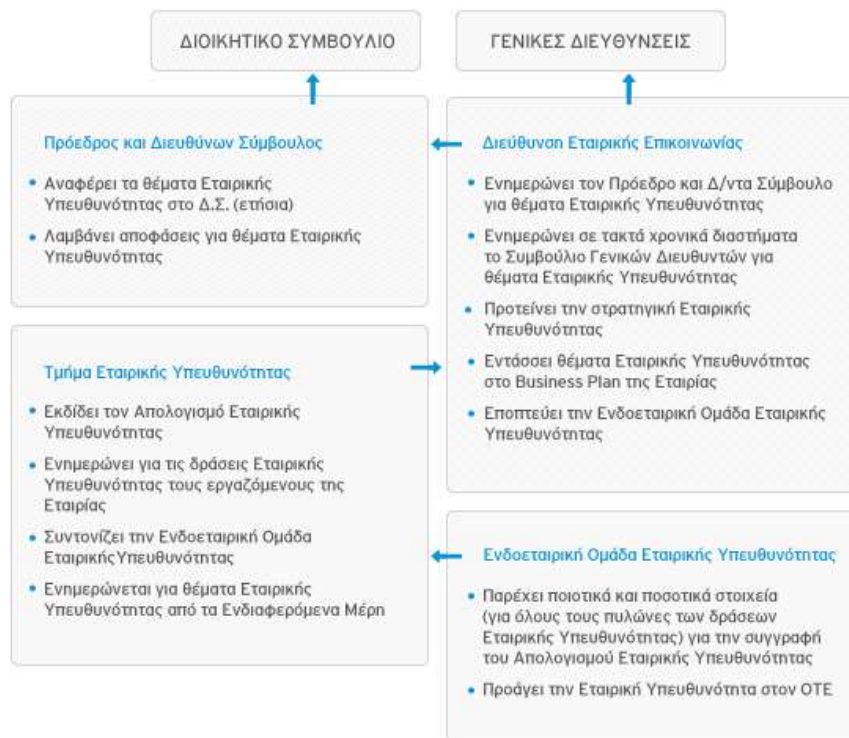 ΔΙΟΙΚΗΤΙΚΟ ΣΥΜΒΟΥΛΙΟ
ΓΕΝΙΚΕΣ ΔΙΕΥΘΥΝΣΕΙΣ
Πρόεδρος και Διευθύνων Σύμβουλος
• Αναφέρει τα θέματα Εταιρικής
Υπευθυνότητας στο Δ.Σ. (ετήσια)
• Λαμβάνει αποφάσεις για θέματα Εταιρικής
Υπευθυνότητας
Διεύθυνση Εταιρικής Επικοινωνίας
• Ενημερώνει τον Πρόεδρο και Δ/ντα Σύμβουλο
για θέματα Εταιρικής Υπευθυνότητας
• Ενημερώνει σε τακτά χρονικά διαστήματα
το Συμβούλιο Γενικών Διευθυντών για
θέματα Εταιρικής Υπευθυνότητας
• Προτείνει την στρατηγική Εταιρικής
Υπευθυνότητας
• Εντάσσει θέματα Εταιρικής Υπευθυνότητας
στο Business Plan της Εταιρίας
• Εποπτεύει την Ενδοεταιρική Ομάδα Εταιρικής
Υπευθυνότητας
Τμήμα Εταιρικής Υπευθυνότητας
• Εκδίδει τον Απολογισμό Εταιρικής
Υπευθυνότητας
• Ενημερώνει για τις δράσεις Εταιρικής
Υπευθυνότητας τους εργαζόμενους της
Εταιρίας
• Συντονίζει την Ενδοεταιρική Ομάδα
ΕταιρικήςΥπευθυνότητας
• Ενημερώνεται για θέματα Εταιρικής
Υπευθυνότητας από τα Ενδιαφερόμενα Μέρη
Ενδοεταιρική Ομάδα Εταιρικής Υπευθυνότητας
• Παρέχει ποιοτικά και ποσοτικά στοιχεία
(για όλους τους πυλώνες των δράσεων
Εταιρικής Υπευθυνότητας) για την συγγραφή
του Απολογισμού Εταιρικής Υπευθυνότητας
• Προάγει την Εταιρική Υπευθυνότητα στον ΟΤΕ